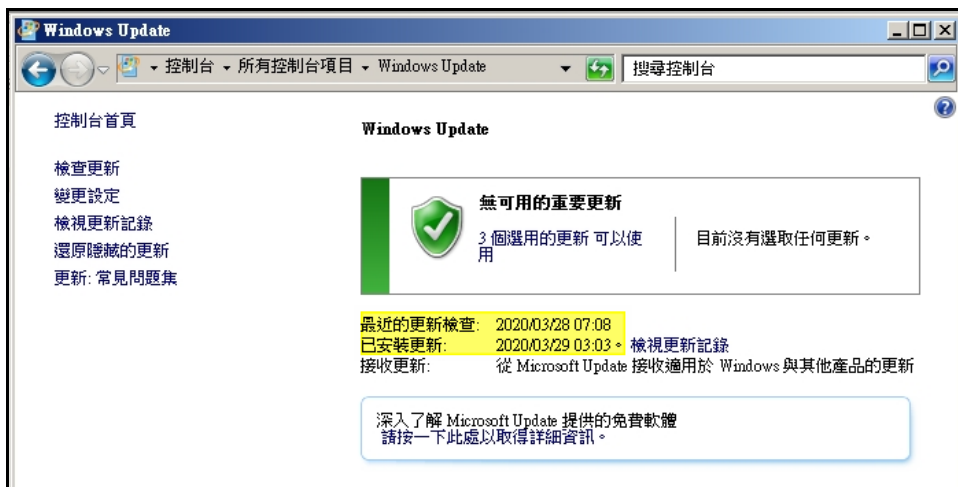 Windows Update
控制台 ▾ 所有控制台項目 ▾ Windows Update
搜尋控制台
控制台首頁
檢查更新
變更設定
檢視更新記錄
還原隱藏的更新
更新: 常見問題集
Windows Update
無可用的重要更新
3 個選用的更新 可以使
用
目前沒有選取任何更新。
最近的更新檢查: 2020/03/28 07:08
已安裝更新: 2020/03/29 03:03。檢視更新記錄
接收更新: 從 Microsoft Update 接收適用於 Windows 與其他產品的更新
深入了解 Microsoft Update 提供的免費軟體
請按一下此處以取得詳細資訊。